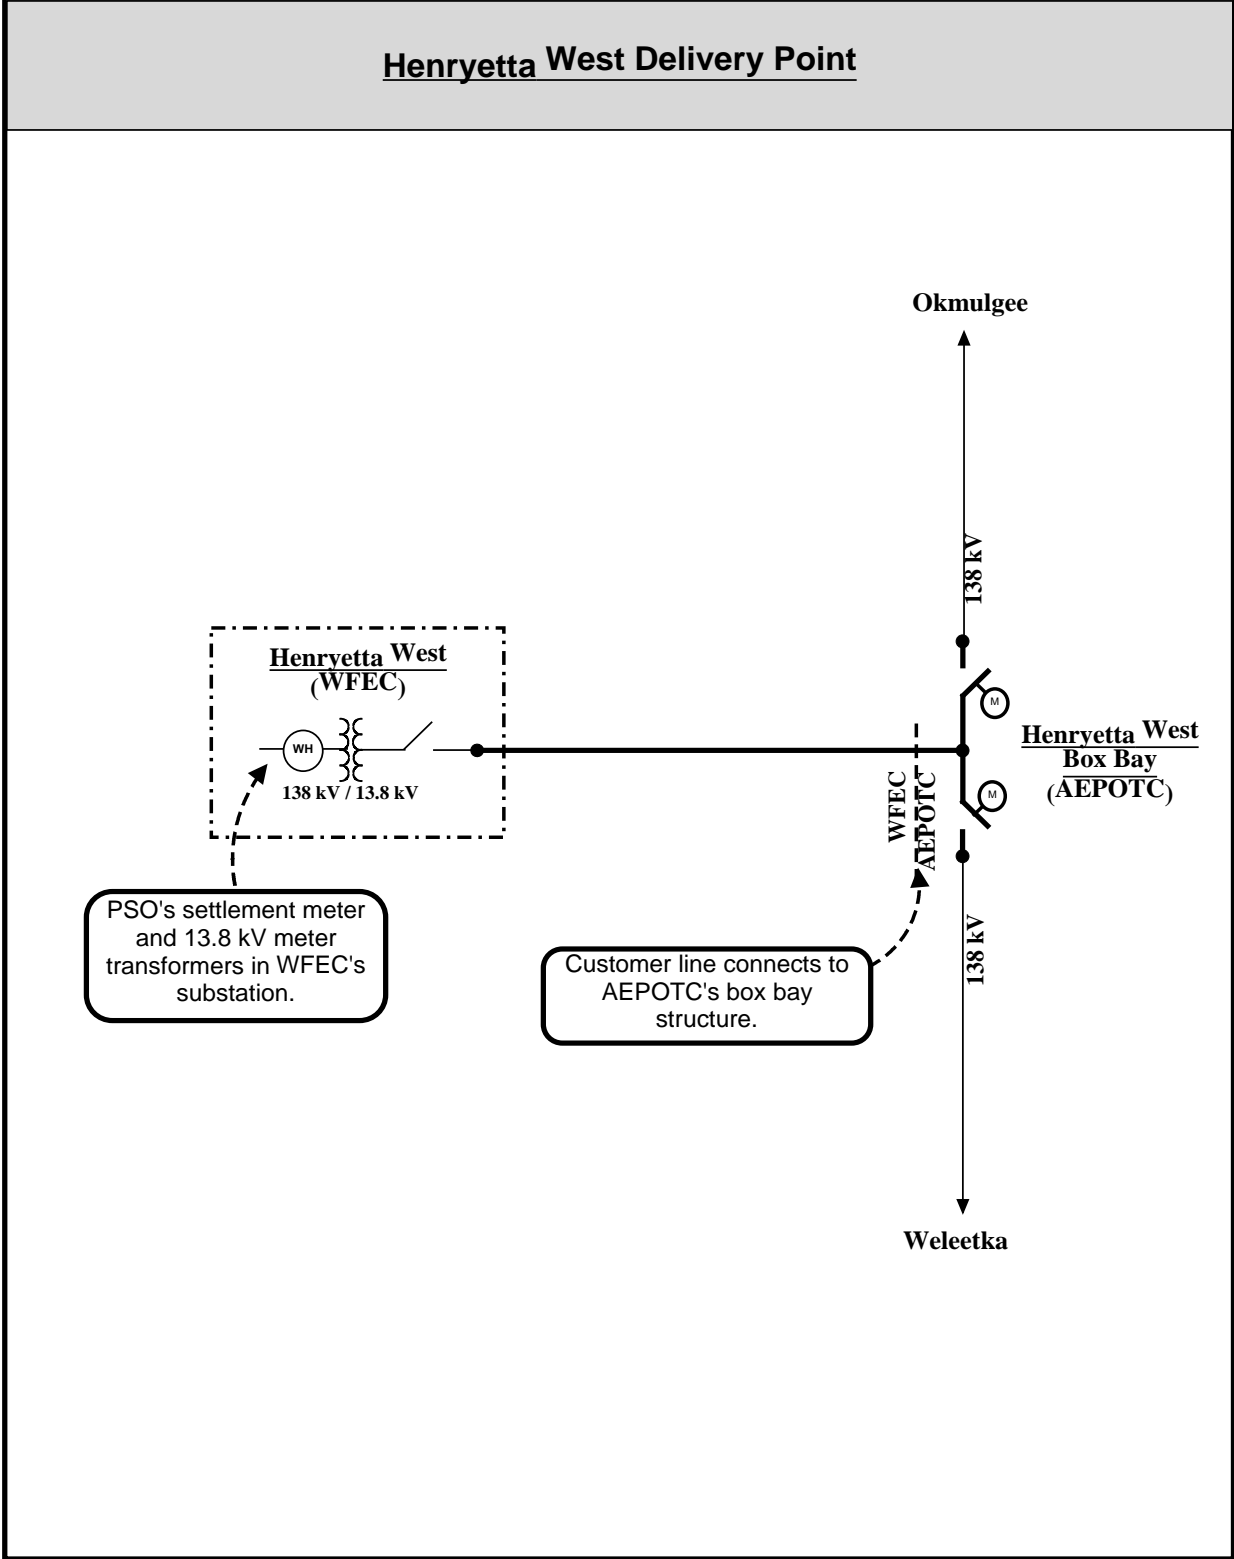 Henryetta West Delivery Point
Okmulgee
138 kV
Henryetta West
(WFEC)
WH
138 kV / 13.8 kV
M
Henryetta West
Box Bay
(AEPOTC)
M
WFEC
AEPOTC
PSO's settlement meter
and 13.8 kV meter
transformers in WFEC's
substation.
Customer line connects to
AEPOTC's box bay
structure.
138 kV
Weleetka